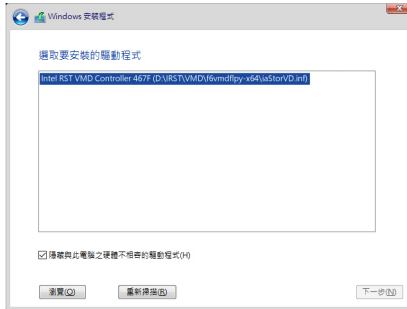 Windows 安裝程式
選取要安裝的驅動程式
Intel RST VMD Controller 467F (D:\IRST\VMD\f6vmdflpy-x64\iaStorVD.inf)
隱藏與此電腦之硬體不相容的驅動程式(H)
瀏覽(O)
重新掃描(R)
下一步(N)